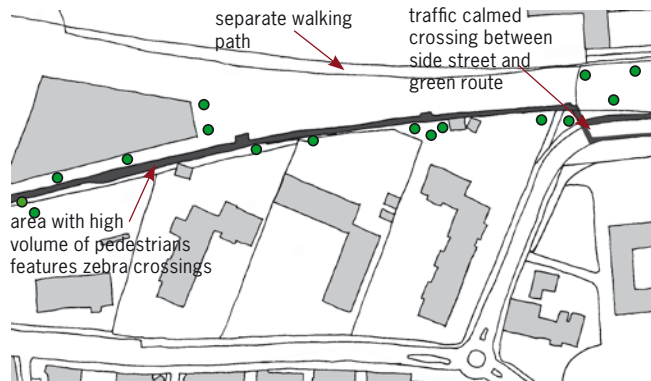 separate walking
path
traffic calmed
crossing between
side street and
green route
area with high
volume of pedestrians
features zebra crossings